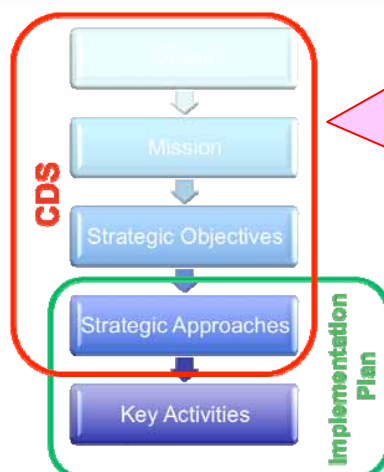 CDS
Mission
Strategic Objectives
Strategic Approaches
Key Activities
Implementation
Plan